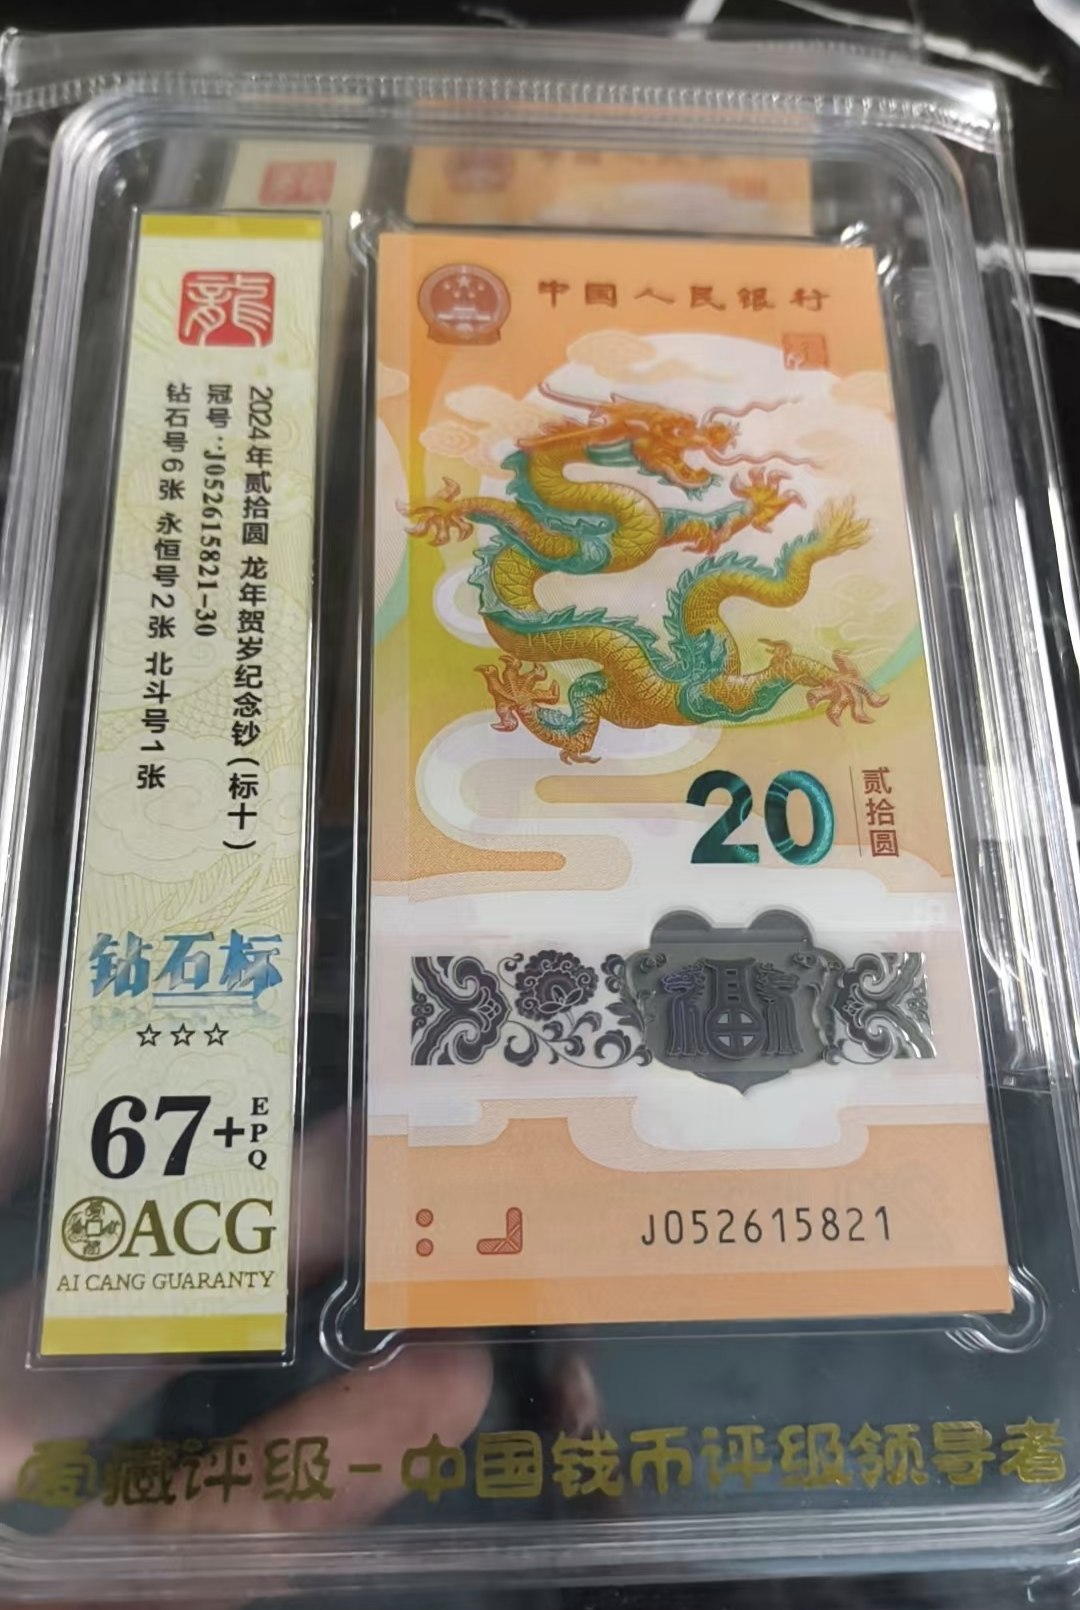 龍
2024年贰拾圆 龙年贺岁纪念钞(标十)
冠号:J052615821-30
钻石号6张 永恒号2张 北斗号1张
钻石标
☆☆☆
67+
EPQ
ACG
AI CANG GUARANTY
中国人民银行
20
贰拾圆
福
J052615821
爱藏评级-中国钱币评级领导者